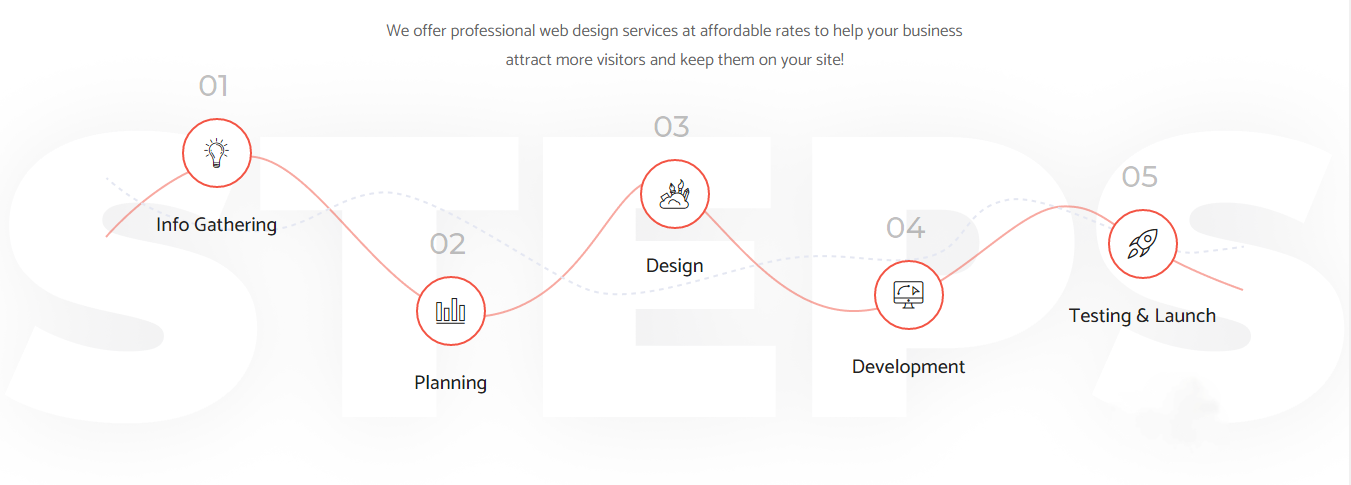 We offer professional web design services at affordable rates to help your business
attract more visitors and keep them on your site!
STEPS
01
Info Gathering
02
Planning
03
Design
04
Development
05
Testing & Launch